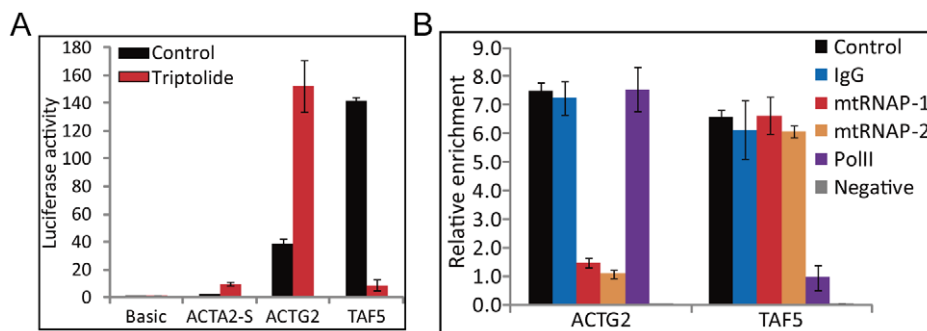 A
Luciferase activity
180
160
140
120
100
80
60
40
20
0
Control
Triptolide
Basic ACTA2-S ACTG2 TAF5
B
Relative enrichment
9.0
8.0
7.0
6.0
5.0
4.0
3.0
2.0
1.0
0.0
Control
IgG
mtRNAP-1
mtRNAP-2
PolII
Negative
ACTG2 TAF5